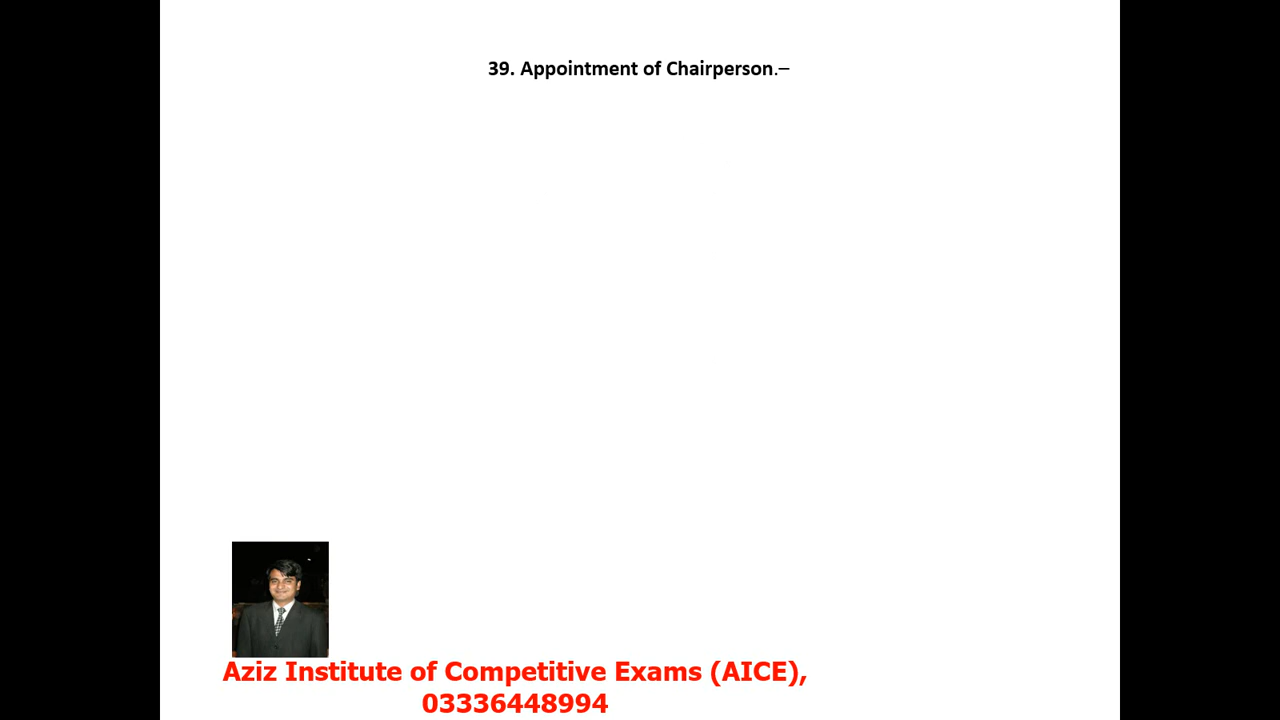 39. Appointment of Chairperson.–
Aziz Institute of Competitive Exams (AICE),
03336448994